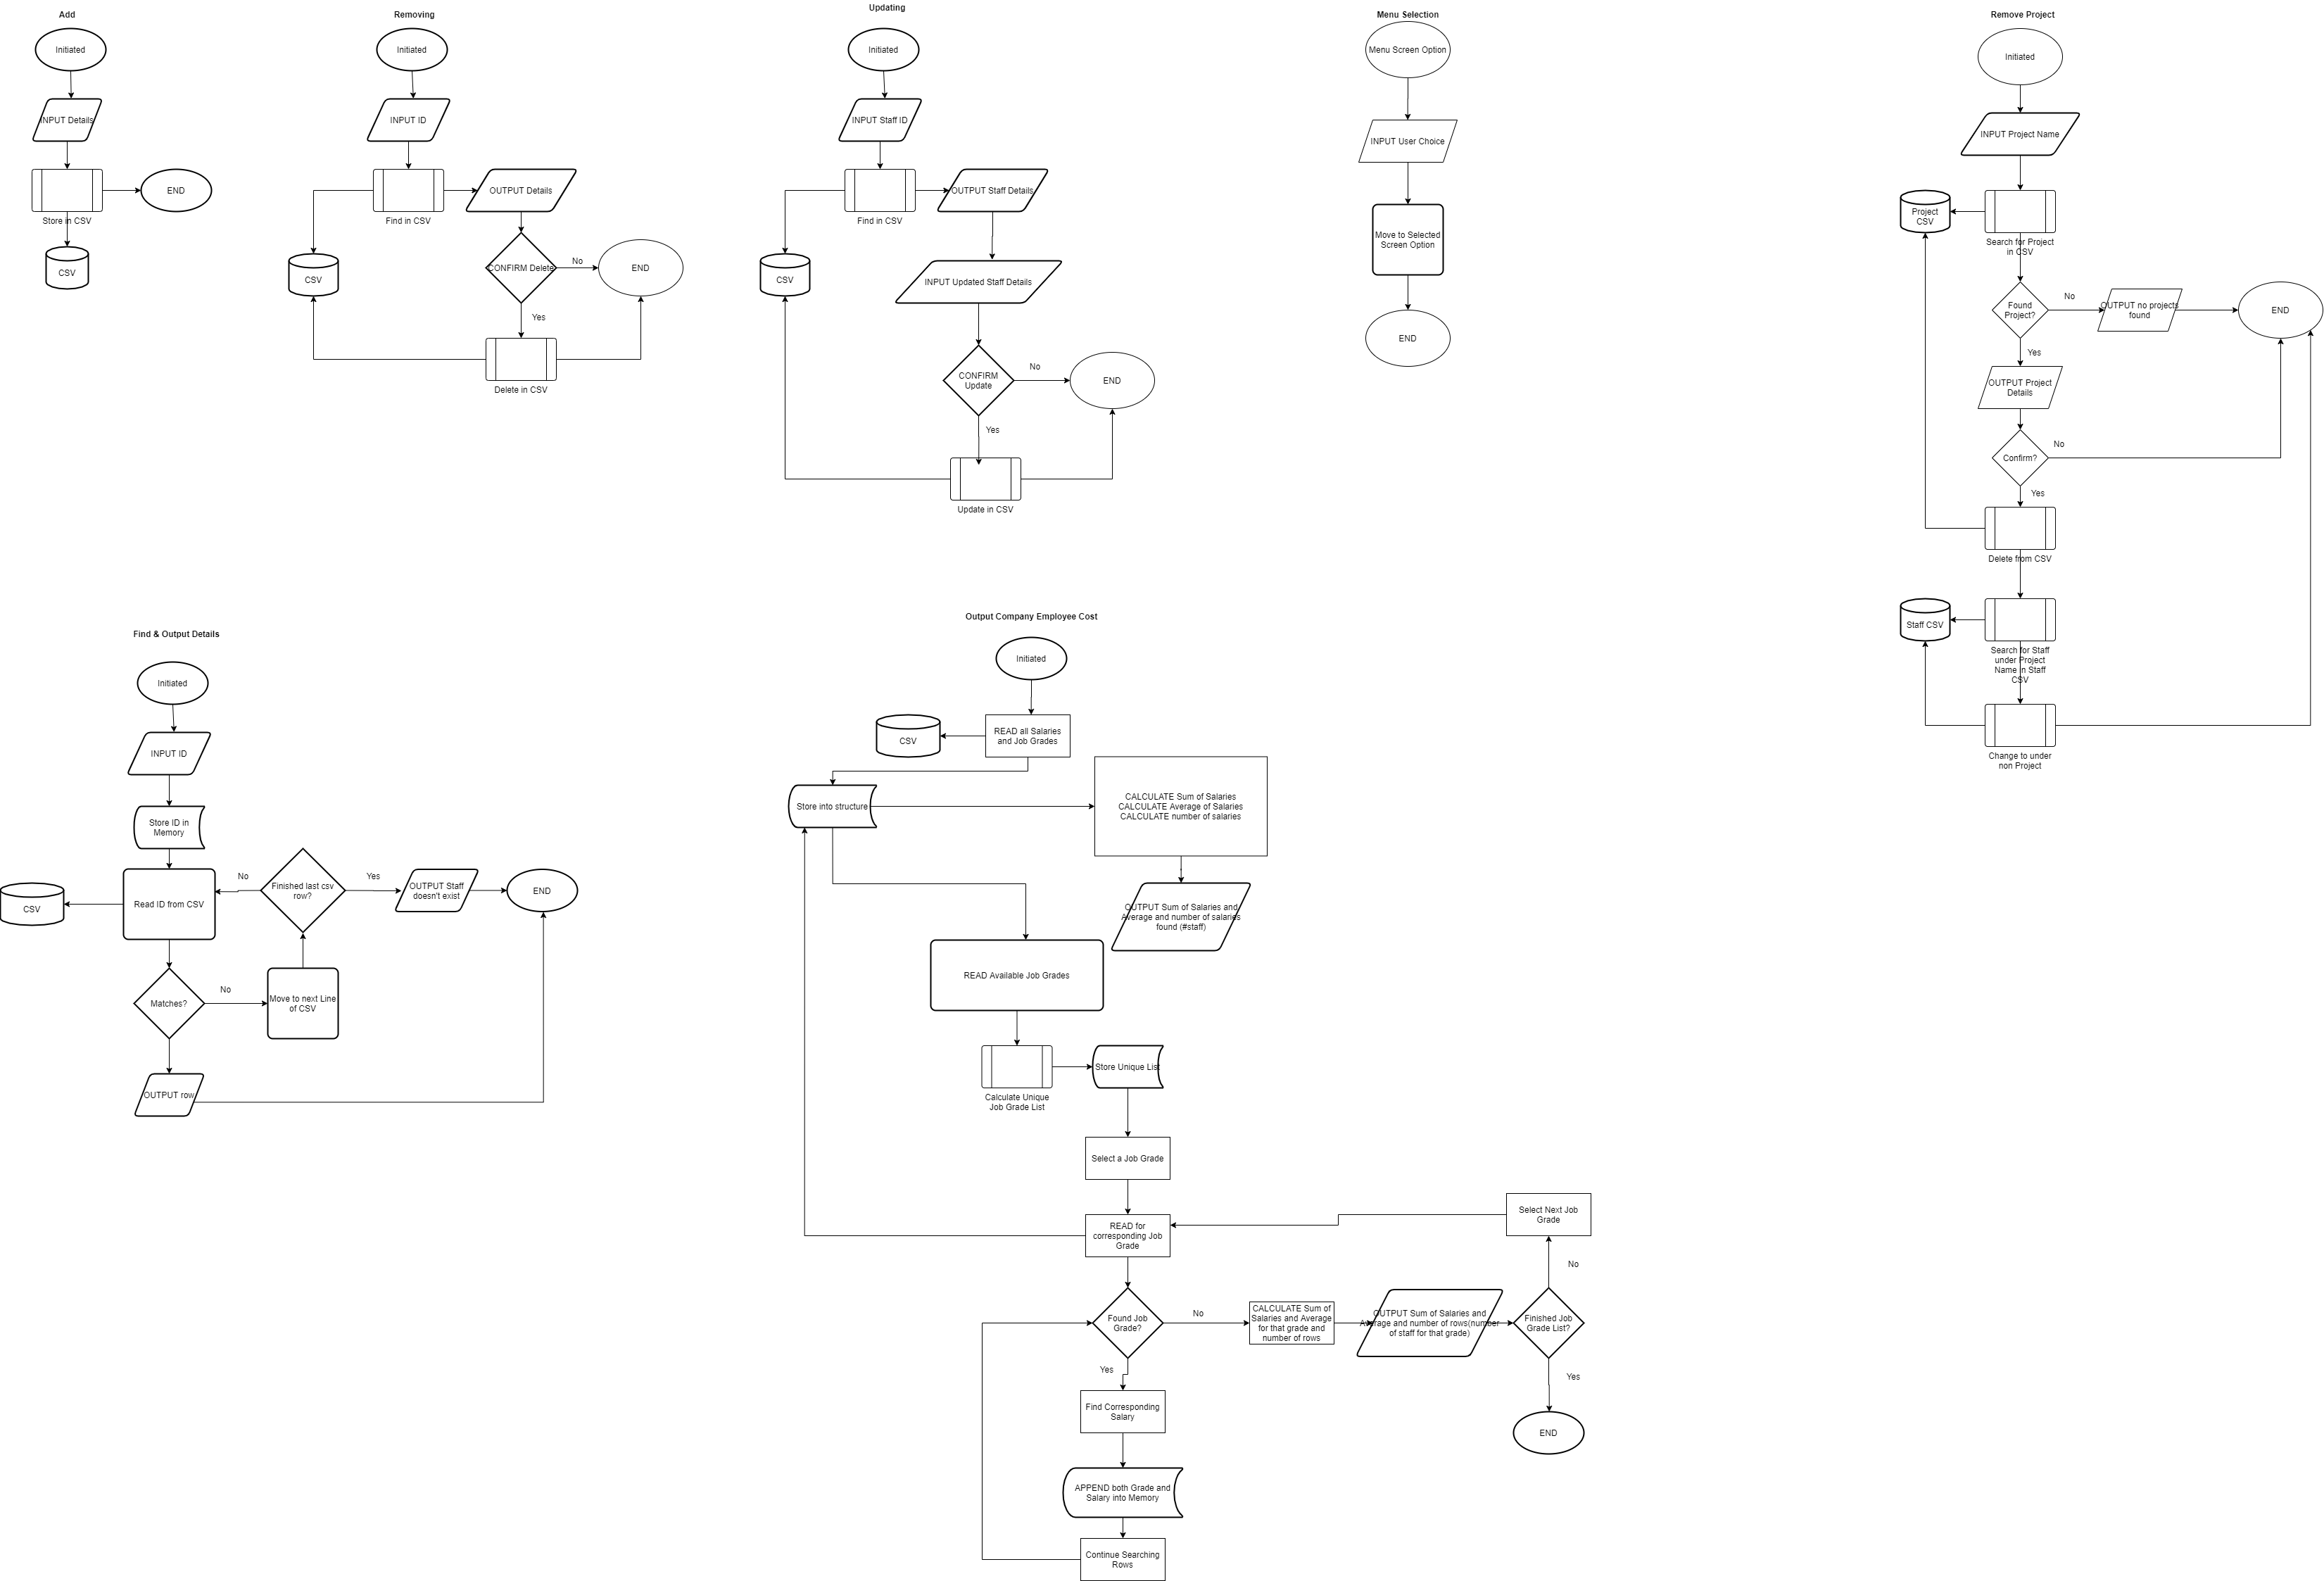 Add
Initiated
INPUT Details
Store in CSV
END
CSV
Removing
Initiated
INPUT ID
Find in CSV
OUTPUT Details
CSV
CONFIRM Delete
No
END
Yes
Delete in CSV
Updating
Initiated
INPUT Staff ID
Find in CSV
OUTPUT Staff Details
CSV
INPUT Updated Staff Details
CONFIRM
Update
No
END
Yes
Update in CSV
Menu Selection
Menu Screen Option
INPUT User Choice
Move to Selected
Screen Option
END
Remove Project
Initiated
INPUT Project Name
Project
CSV
Search for Project
in CSV
Found
Project?
No
OUTPUT no projects
found
END
Yes
OUTPUT Project
Details
Confirm?
No
Yes
Delete from CSV
Staff CSV
Search for Staff
under Project
Name in Staff
CSV
Change to under
non Project
Find & Output Details
Initiated
INPUT ID
Store ID in
Memory
CSV
Read ID from CSV
No
Finished last csv
row?
Yes
OUTPUT Staff
doesn't exist
END
Matches?
No
Move to next Line
of CSV
OUTPUT row
Output Company Employee Cost
Initiated
CSV
READ all Salaries
and Job Grades
Store into structure
CALCULATE Sum of Salaries
CALCULATE Average of Salaries
CALCULATE number of salaries
OUTPUT Sum of Salaries and
Average and number of salaries
found (#staff)
READ Available Job Grades
Calculate Unique
Job Grade List
Store Unique List
Select a Job Grade
READ for
corresponding Job
Grade
Select Next Job
Grade
No
Found Job
Grade?
No
CALCULATE Sum of
Salaries and Average
for that grade and
number of rows
OUTPUT Sum of Salaries and
Average and number of rows(number
of staff for that grade)
Finished Job
Grade List?
Yes
Yes
END
Find Corresponding
Salary
APPEND both Grade and
Salary into Memory
Continue Searching
Rows